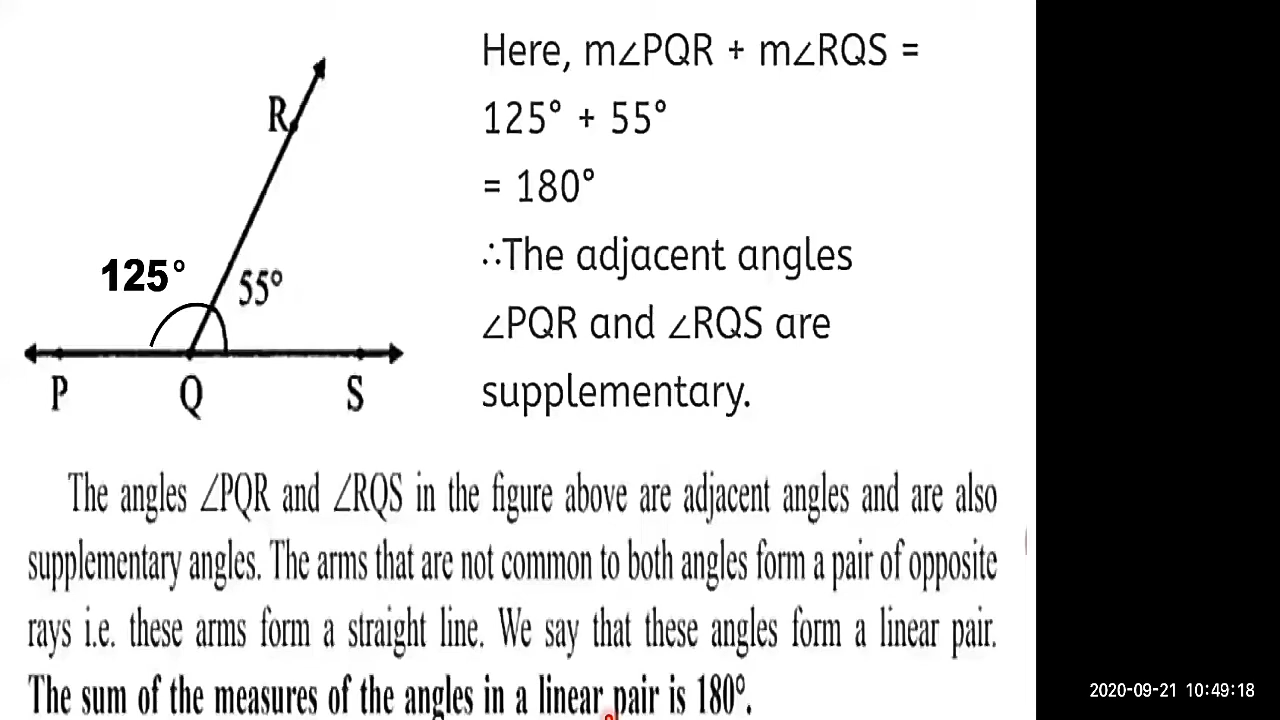 R
125°
55°
P
Q
S
Here, m∠PQR + m∠RQS =
125° + 55°
= 180°
∴The adjacent angles
∠PQR and ∠RQS are
supplementary.
The angles ∠PQR and ∠RQS in the figure above are adjacent angles and are also
supplementary angles. The arms that are not common to both angles form a pair of opposite
rays i.e. these arms form a straight line. We say that these angles form a linear pair.
The sum of the measures of the angles in a linear pair is 180°.
2020-09-21 10:49:18